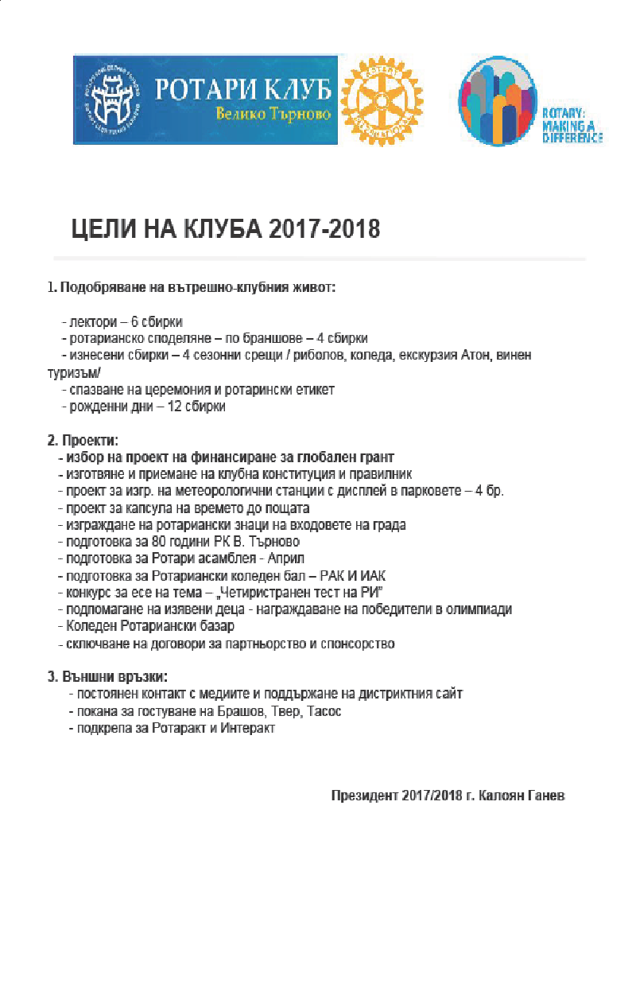 РОТАРИ КЛУБ
Велико Търново
ROTARY
INTERNATIONAL
ROTARY:
MAKING A
DIFFERENCE
ЦЕЛИ НА КЛУБА 2017-2018
1. Подобряване на вътрешно-клубния живот:
- лектори – 6 сбирки
- ротарианско споделяне – по браншове – 4 сбирки
- изнесени сбирки – 4 сезонни срещи / риболов, коледа, екскурзия Атон, винен
туризъм/
- спазване на церемония и ротарински етикет
- рожденни дни – 12 сбирки
2. Проекти:
- избор на проект на финансиране за глобален грант
- изготвяне и приемане на клубна конституция и правилник
- проект за изгр. на метеорологични станции с дисплей в парковете – 4 бр.
- проект за капсула на времето до пощата
- изграждане на ротариански знаци на входовете на града
- подготовка за 80 години РК В. Търново
- подготовка за Ротари асамблея - Април
- подготовка за Ротариански коледен бал – РАК И ИАК
- конкурс за есе на тема – „Четиристранен тест на РИ”
- подпомагане на изявени деца - награждаване на победители в олимпиади
- Коледен Ротариански базар
- сключване на договори за партньорство и спонсорство
3. Външни връзки:
- постоянен контакт с медиите и поддържане на дистриктния сайт
- покана за гостуване на Брашов, Твер, Тасос
- подкрепа за Ротаракт и Интеракт
Президент 2017/2018 г. Калоян Ганев